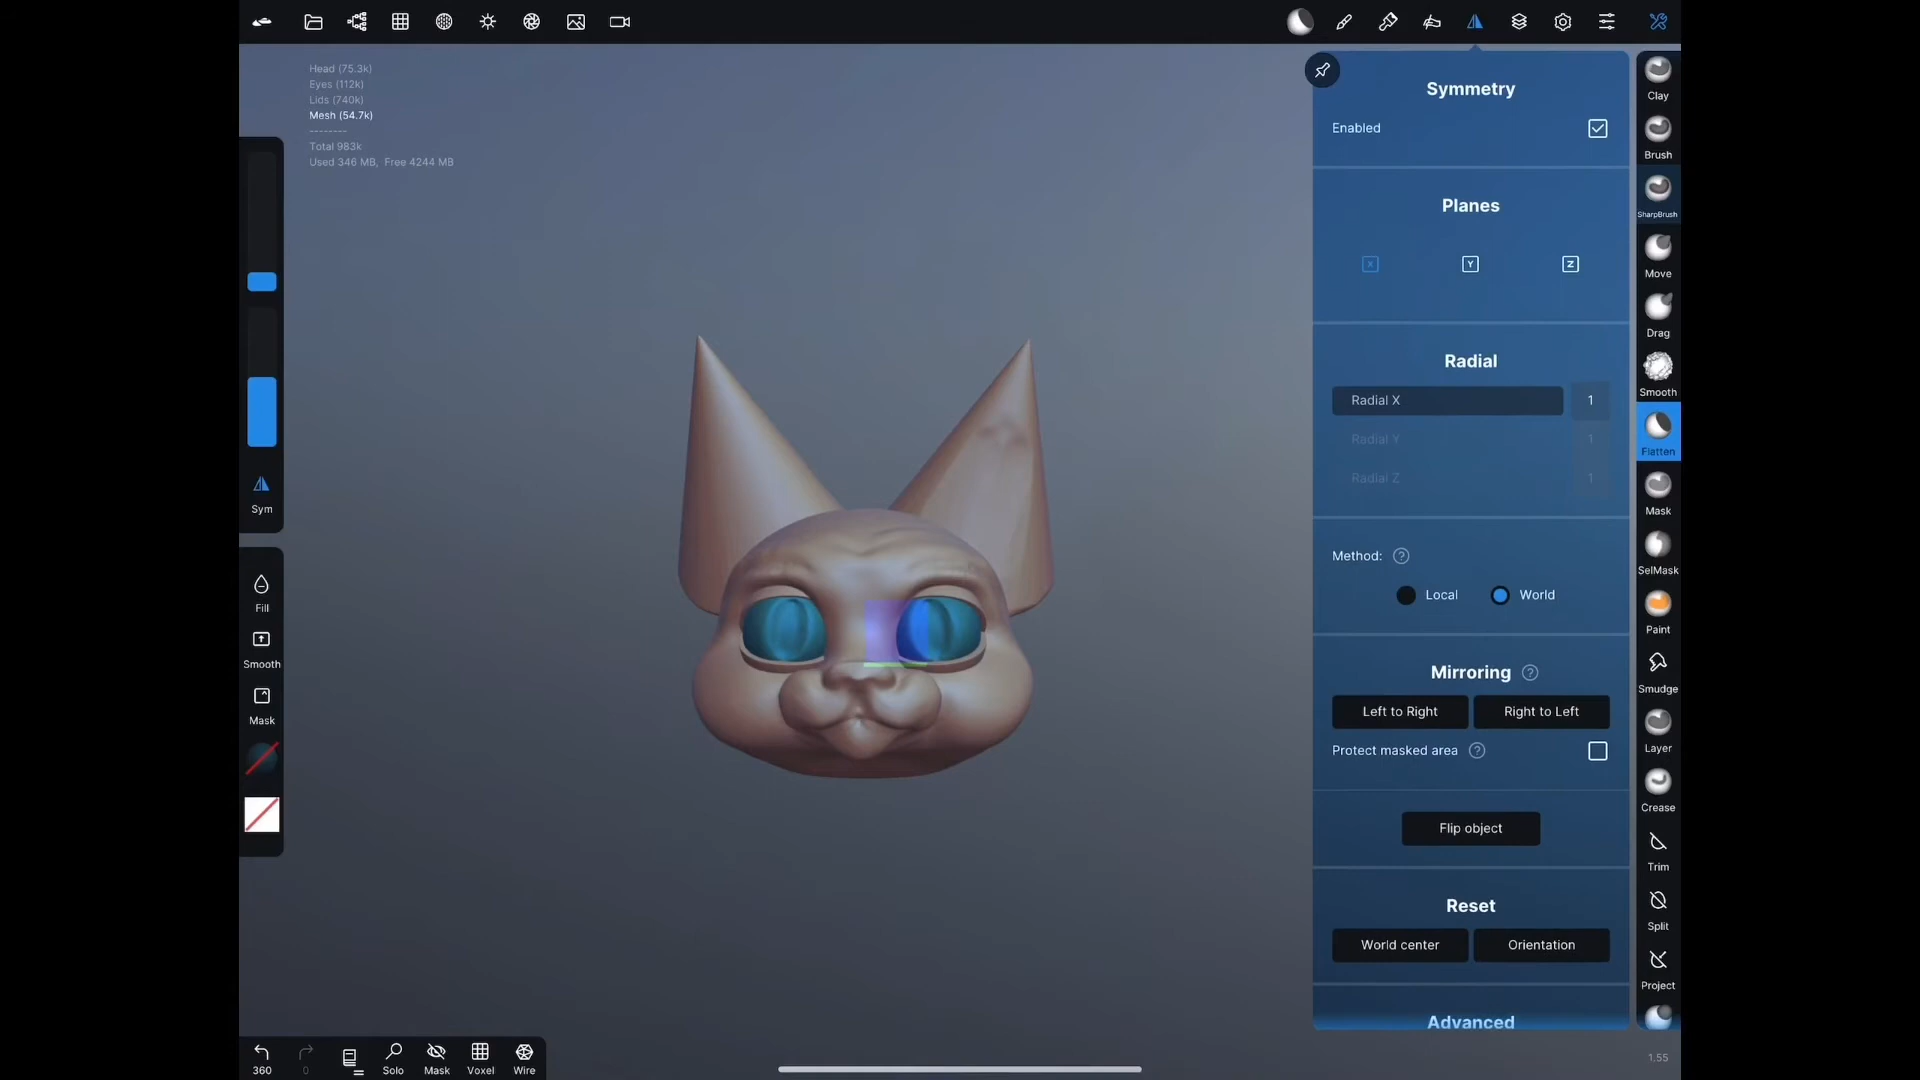 Head (75.3k)
Eyes (112k)
Lids (740k)
Mesh (54.7k)
--------
Total 983k
Used 346 MB, Free 4244 MB
Sym
Fill
Smooth
Mask
360
0
Solo
Mask
Voxel
Wire
Symmetry
Enabled
Planes
X Y Z
Radial
Radial X 1
Radial Y 1
Radial Z 1
Method: ?
Local World
Mirroring ?
Left to Right Right to Left
Protect masked area ?
Flip object
Reset
World center Orientation
Advanced
Clay
Brush
SharpBrush
Move
Drag
Smooth
Flatten
Mask
SelMask
Paint
Smudge
Layer
Crease
Trim
Split
Project
1.55